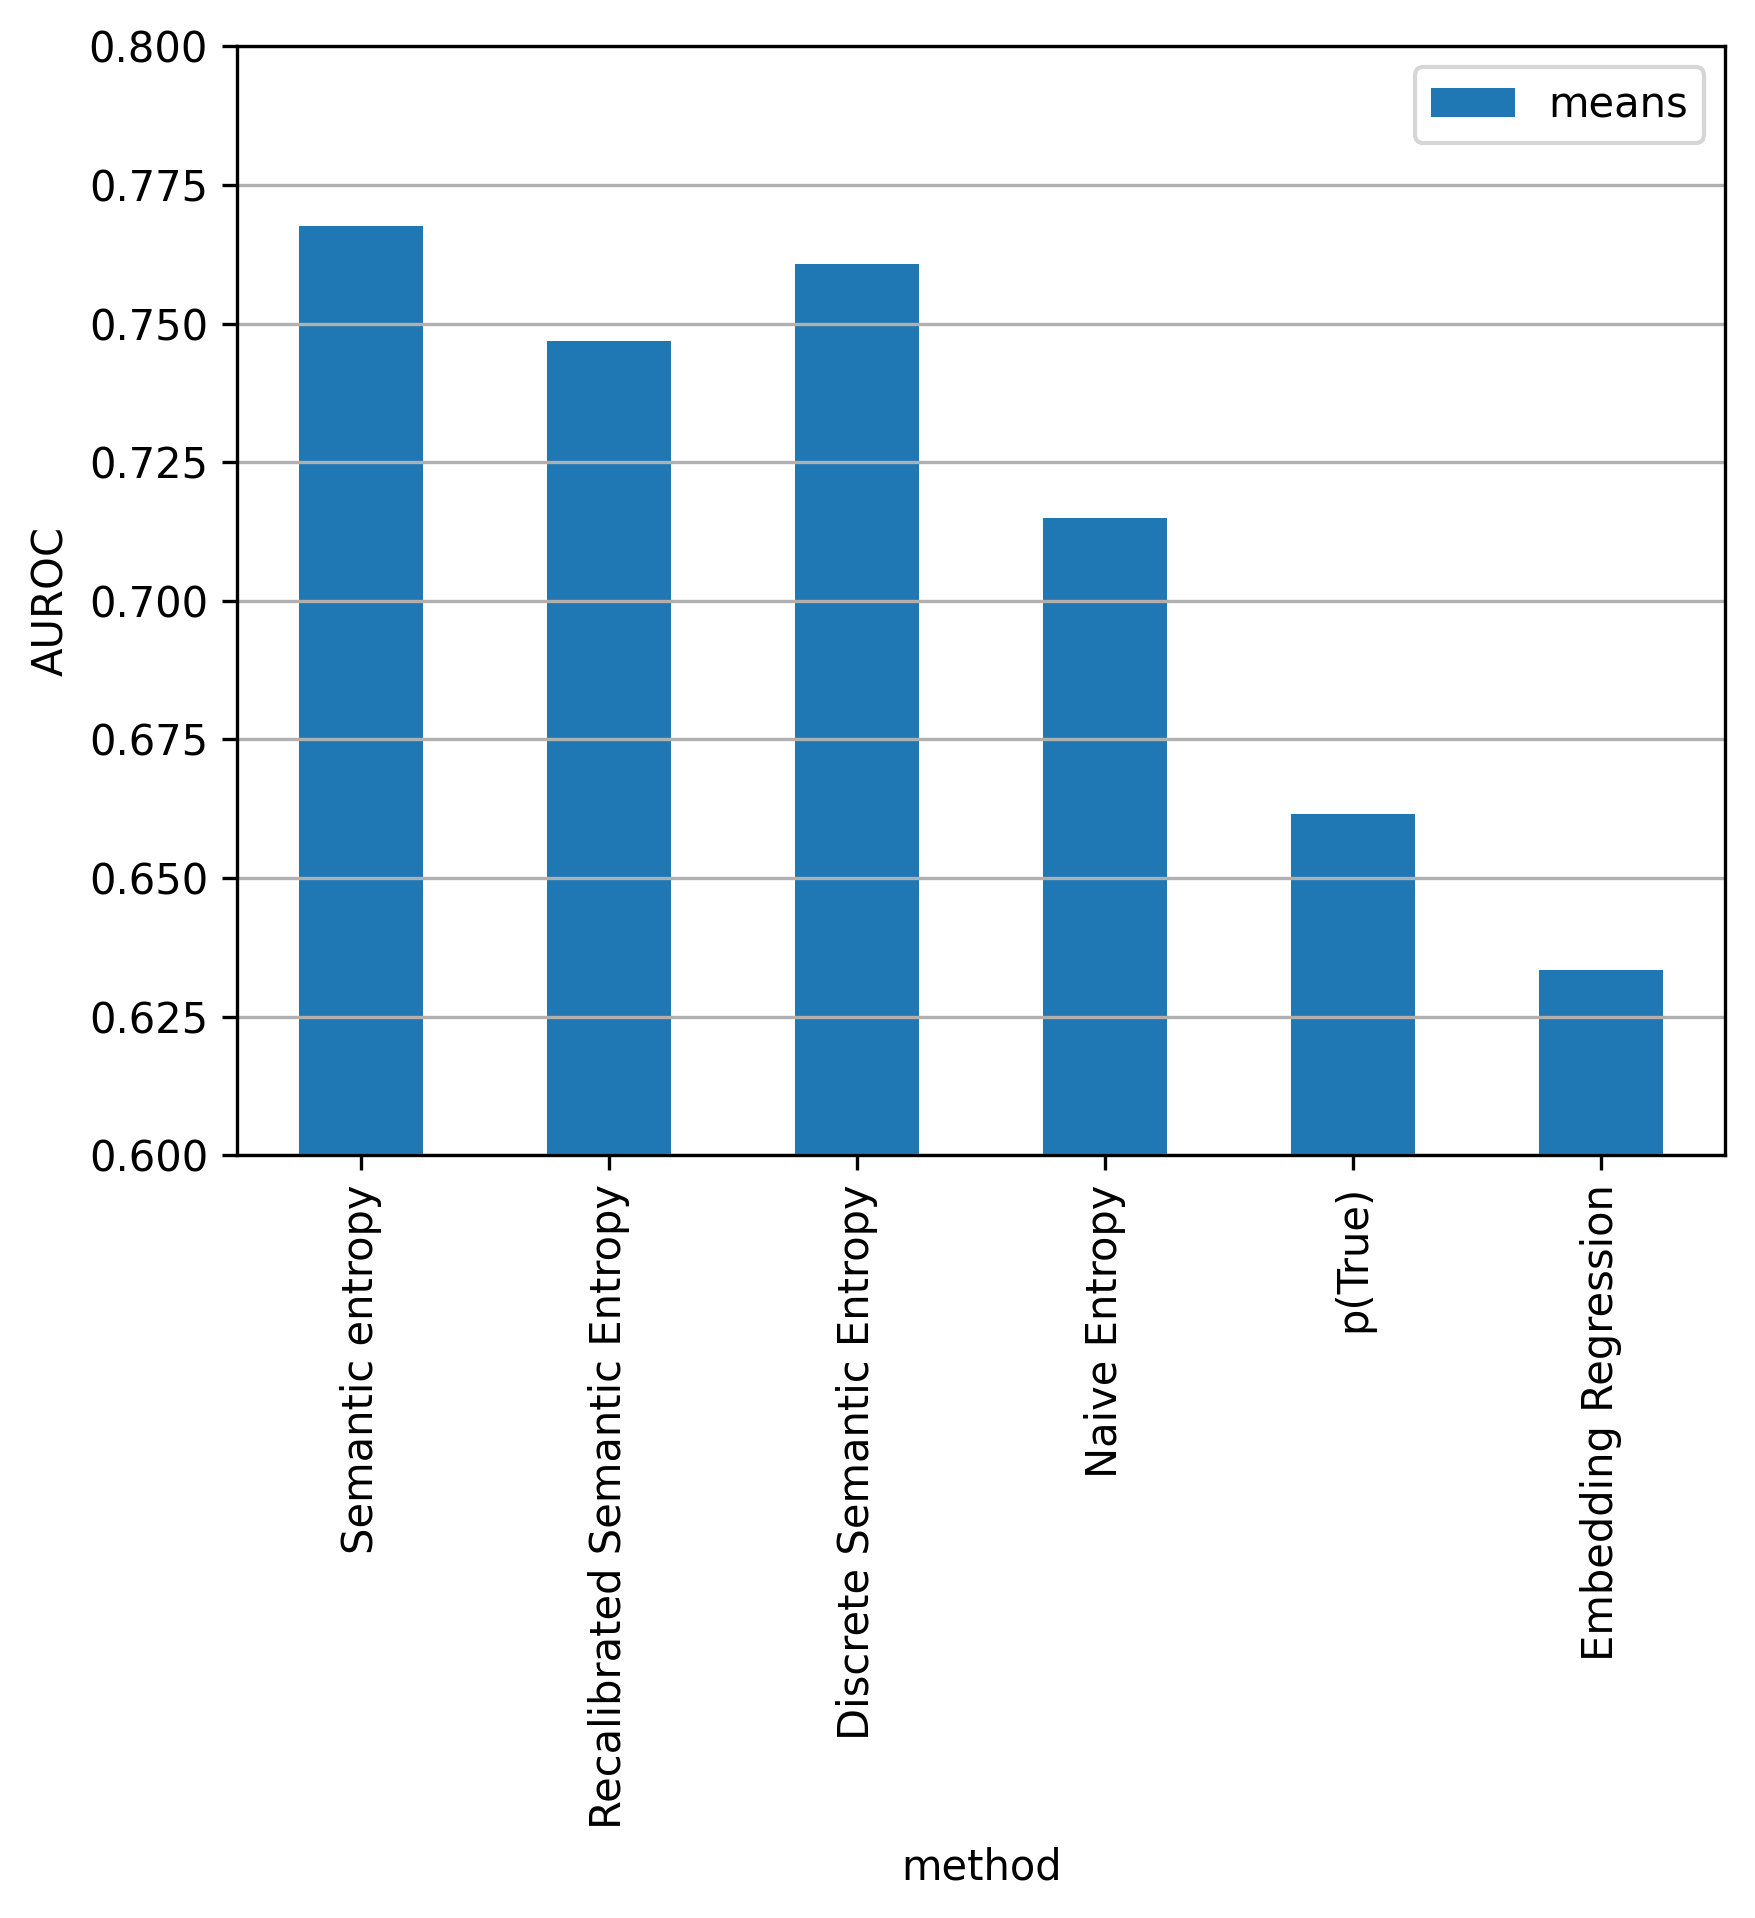 0.800
means
0.775
0.750
0.725
0.700
0.675
0.650
0.625
0.600
AUROC
Semantic entropy
Recalibrated Semantic Entropy
Discrete Semantic Entropy
Naive Entropy
p(True)
Embedding Regression
method